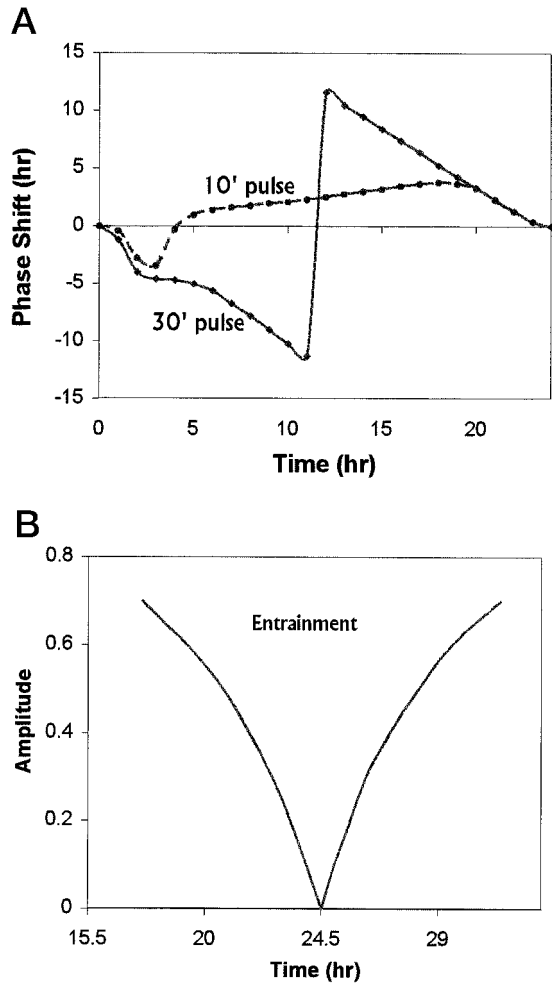 A
15
10
5
0
-5
-10
-15
Phase Shift (hr)
10' pulse
30' pulse
0 5 10 15 20
Time (hr)
B
0.8
0.6
0.4
0.2
0
Amplitude
Entrainment
15.5 20 24.5 29
Time (hr)